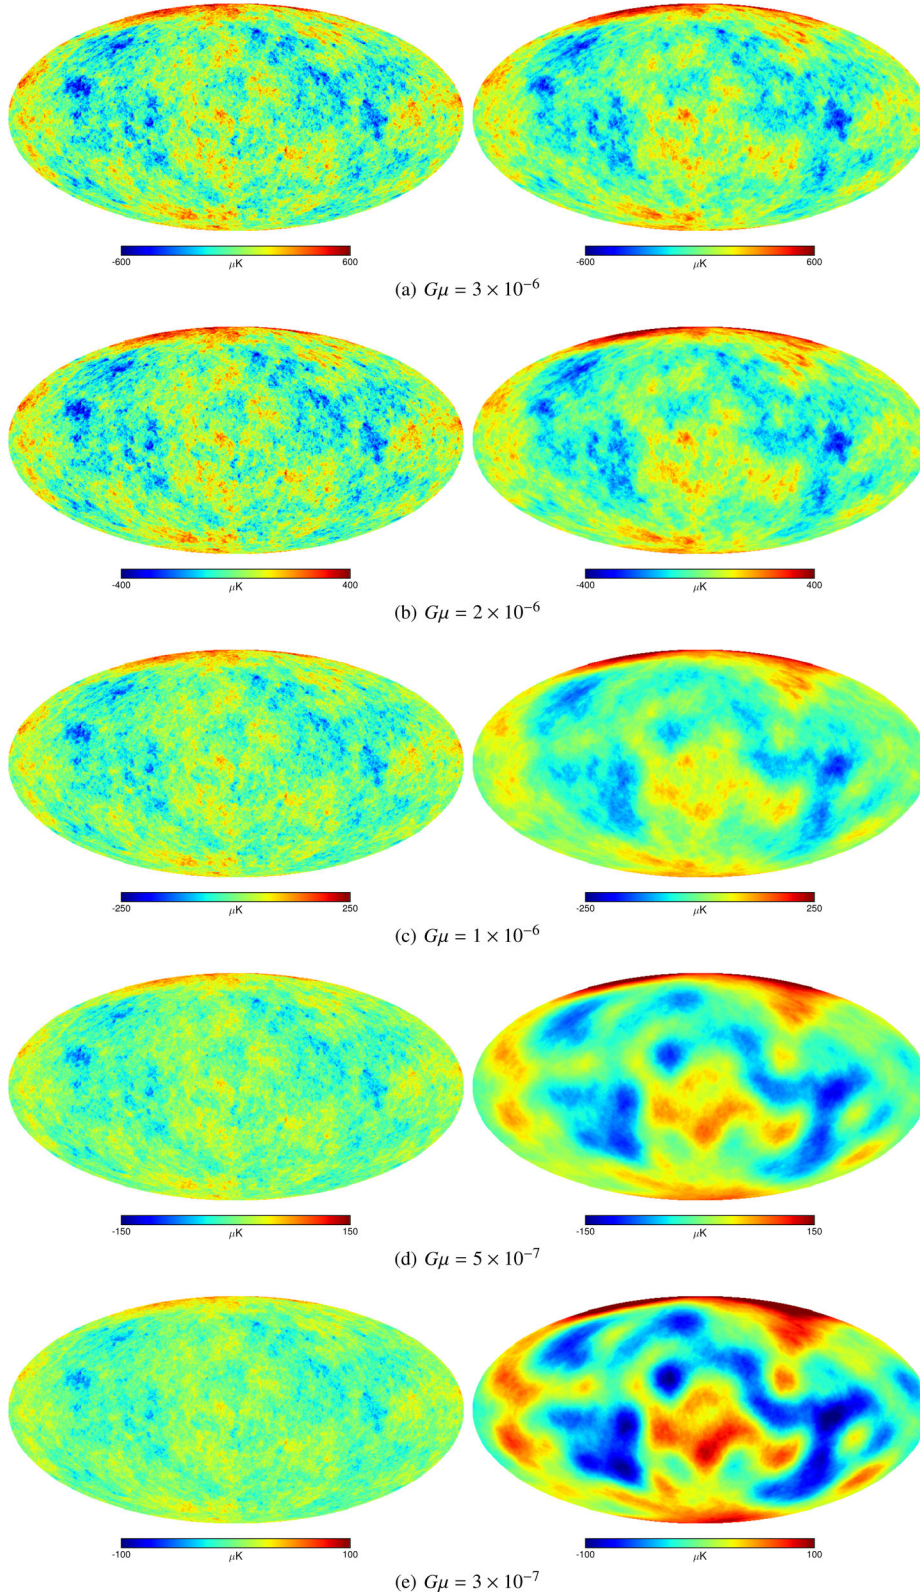 -600 μK 600 -600 μK 600
(a) Gμ = 3 × 10⁻⁶
-400 μK 400 -400 μK 400
(b) Gμ = 2 × 10⁻⁶
-250 μK 250 -250 μK 250
(c) Gμ = 1 × 10⁻⁶
-150 μK 150 -150 μK 150
(d) Gμ = 5 × 10⁻⁷
-100 μK 100 -100 μK 100
(e) Gμ = 3 × 10⁻⁷